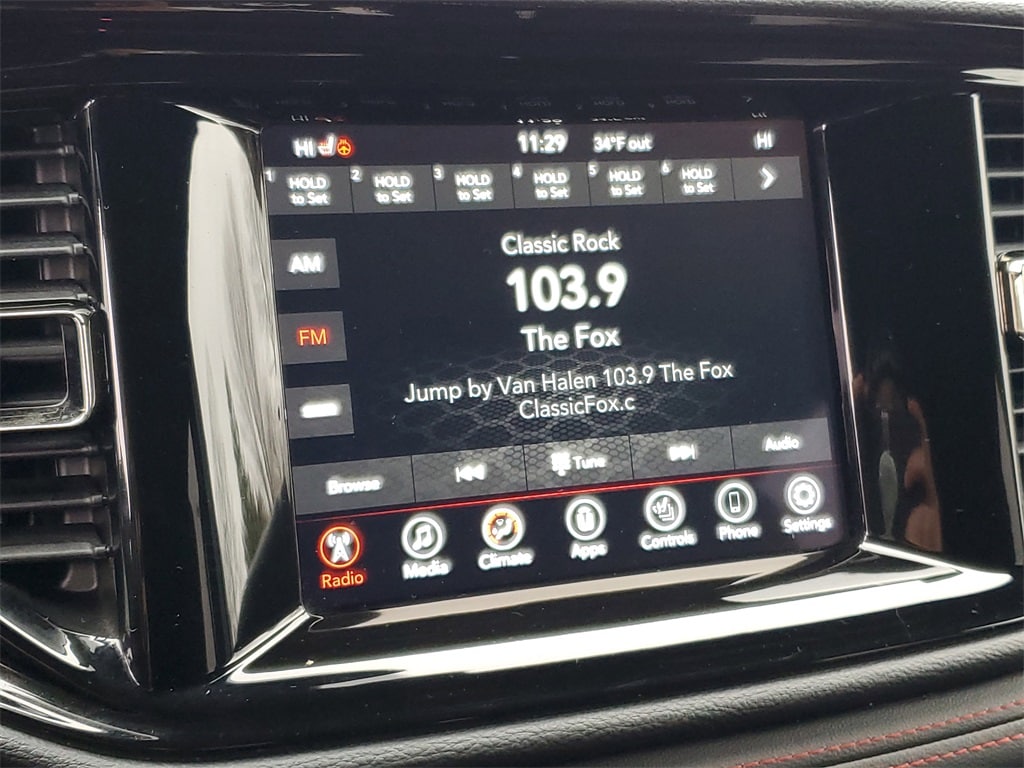 HI 11:29 34°F out HI
1 HOLD to Set 2 HOLD to Set 3 HOLD to Set 4 HOLD to Set 5 HOLD to Set 6 HOLD to Set
Classic Rock
AM
103.9
FM
The Fox
Jump by Van Halen 103.9 The Fox
ClassicFox.c
Browse Tune Audio
Radio Media Climate Apps Controls Phone Settings